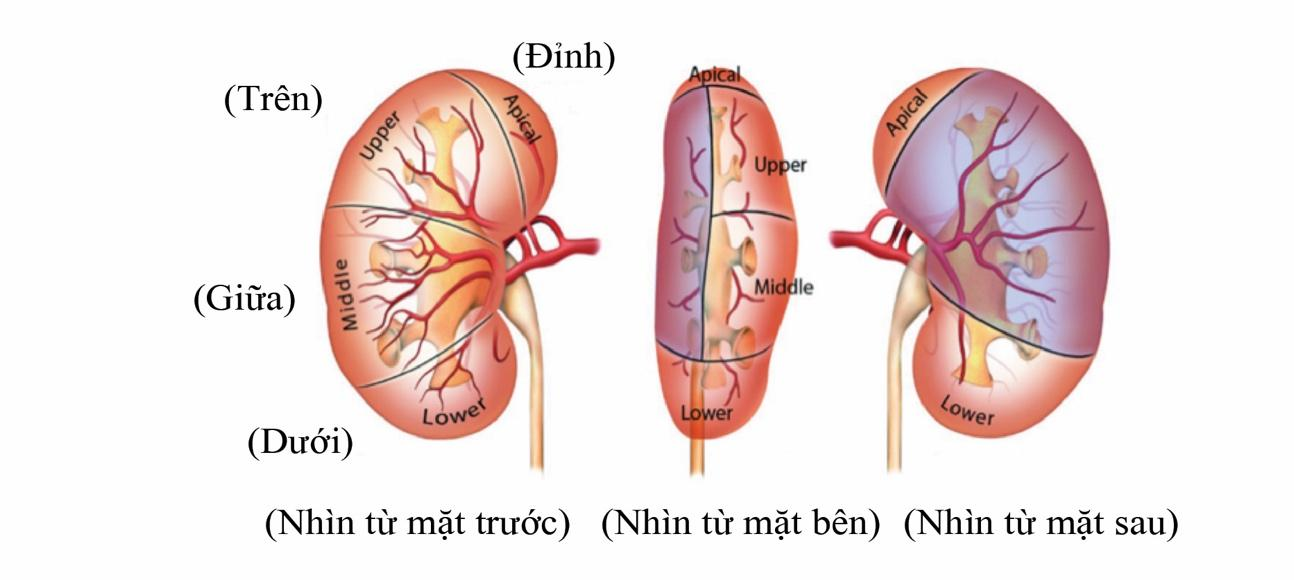 (Đỉnh)
(Trên)
Upper
Apical
(Giữa)
Middle
(Dưới)
Lower
Apical
Upper
Middle
Lower
Apical
Lower
(Nhìn từ mặt trước)
(Nhìn từ mặt bên)
(Nhìn từ mặt sau)